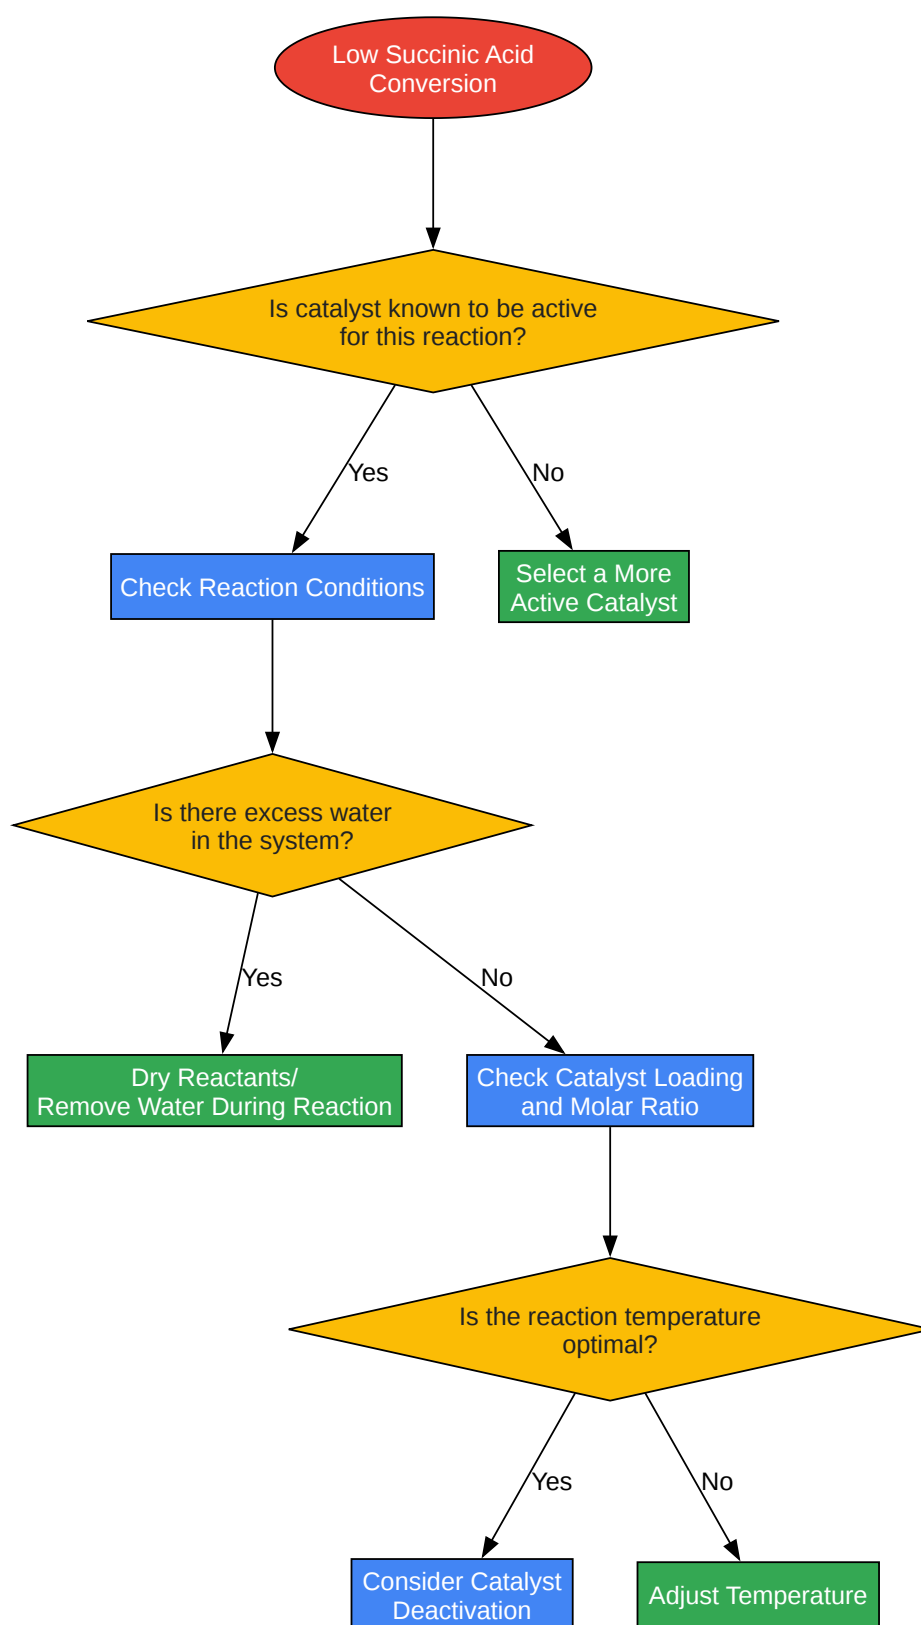 Low Succinic Acid
Conversion
Is catalyst known to be active
for this reaction?
Yes
No
Check Reaction Conditions
Select a More
Active Catalyst
Is there excess water
in the system?
Yes
No
Dry Reactants/
Remove Water During Reaction
Check Catalyst Loading
and Molar Ratio
Is the reaction temperature
optimal?
Yes
No
Consider Catalyst
Deactivation
Adjust Temperature